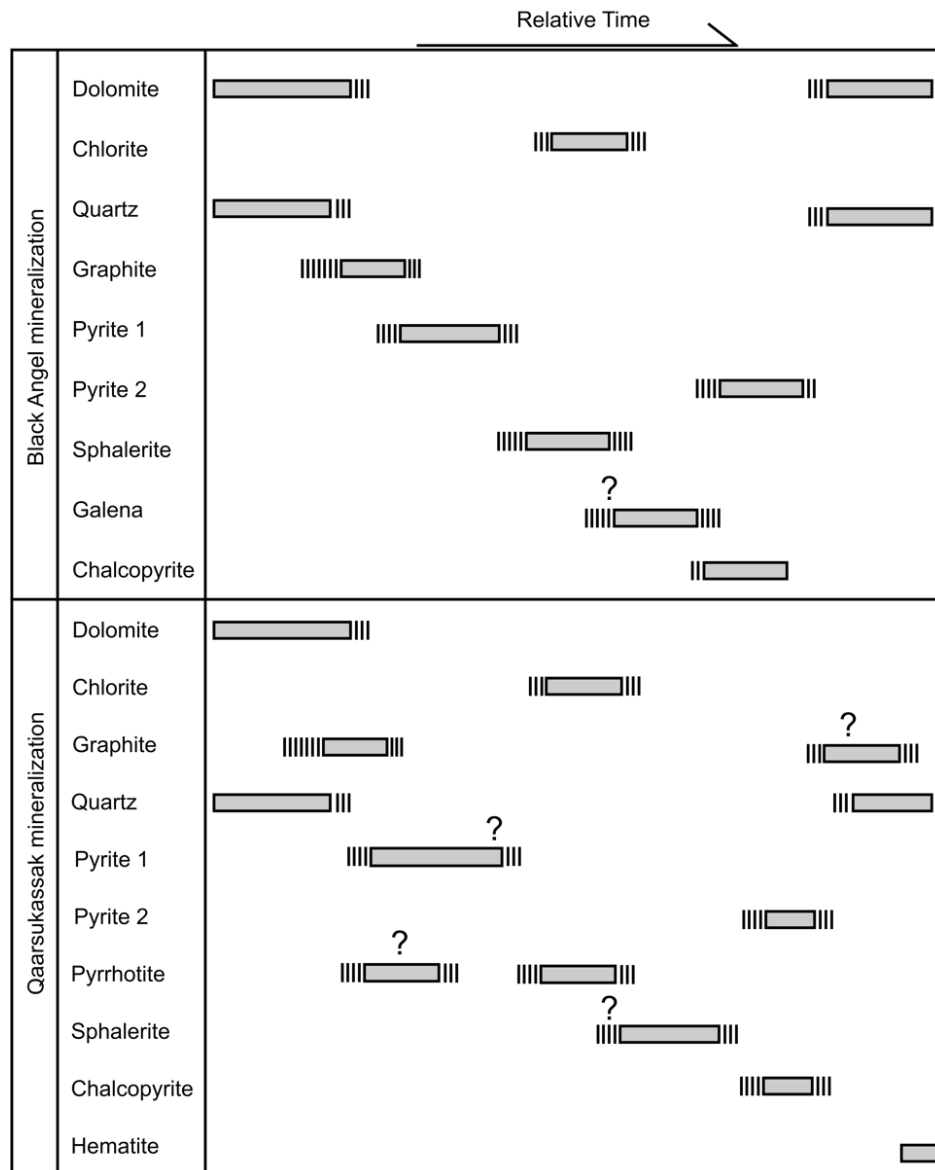 Relative Time
Black Angel mineralization
Dolomite
Chlorite
Quartz
Graphite
Pyrite 1
Pyrite 2
Sphalerite
?
Galena
Chalcopyrite
Qaarsukassak mineralization
Dolomite
Chlorite
?
Graphite
Quartz
?
Pyrite 1
Pyrite 2
?
Pyrrhotite
?
Sphalerite
Chalcopyrite
Hematite